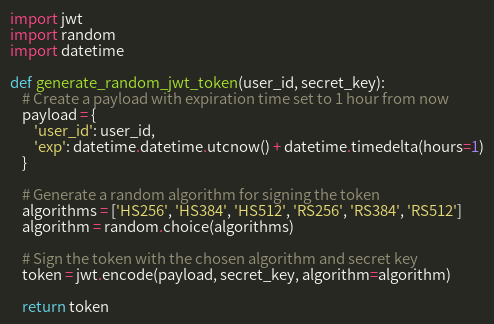 import jwt
import random
import datetime

def generate_random_jwt_token(user_id, secret_key):
    # Create a payload with expiration time set to 1 hour from now
    payload = {
        'user_id': user_id,
        'exp': datetime.datetime.utcnow() + datetime.timedelta(hours=1)
    }

    # Generate a random algorithm for signing the token
    algorithms = ['HS256', 'HS384', 'HS512', 'RS256', 'RS384', 'RS512']
    algorithm = random.choice(algorithms)

    # Sign the token with the chosen algorithm and secret key
    token = jwt.encode(payload, secret_key, algorithm=algorithm)

    return token